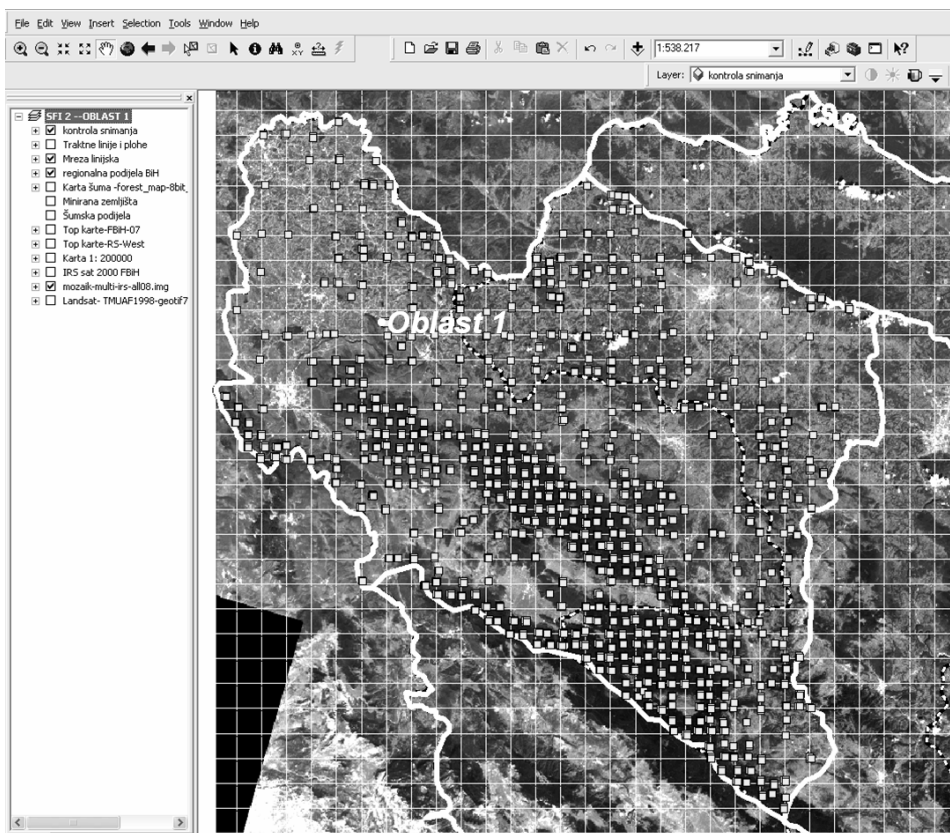 File Edit View Insert Selection Tools Window Help
1:538.217
Layer: kontrola snimanja
SFI 2 --OBLAST 1
kontrola snimanja
Traktne linije i plohe
Mreza linijska
regionalna podijela BiH
Karta šuma -forest_map-8bit_
Minirana zemljišta
Šumska podijela
Top karte-FBiH-07
Top karte-RS-West
Karta 1: 200000
IRS sat 2000 FBiH
mozaik-multi-irs-all08.img
Landsat- TMUAF1998-geotif7
Oblast 1